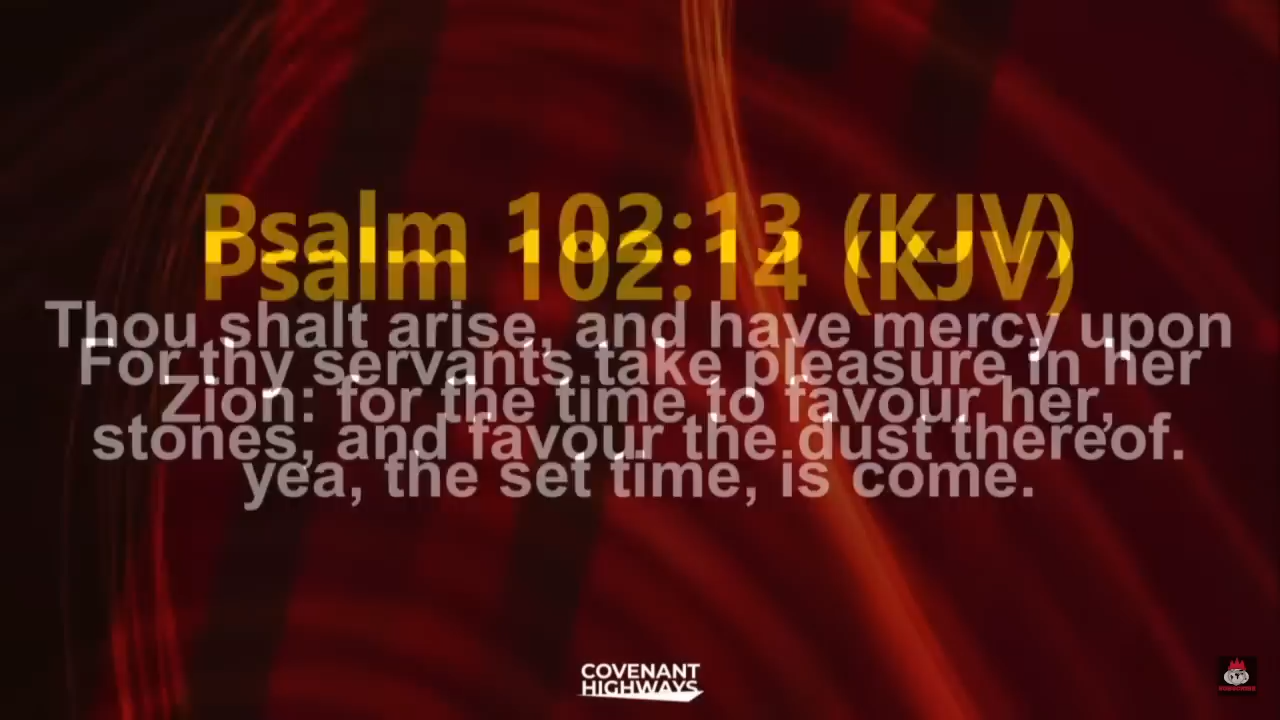 Psalm 102:13 (KJV)
Psalm 102:14 (KJV)
Thou shalt arise, and have mercy upon
For thy servants take pleasure in her
Zion: for the time to favour her,
stones, and favour the dust thereof.
yea, the set time, is come.
COVENANT
HIGHWAYS